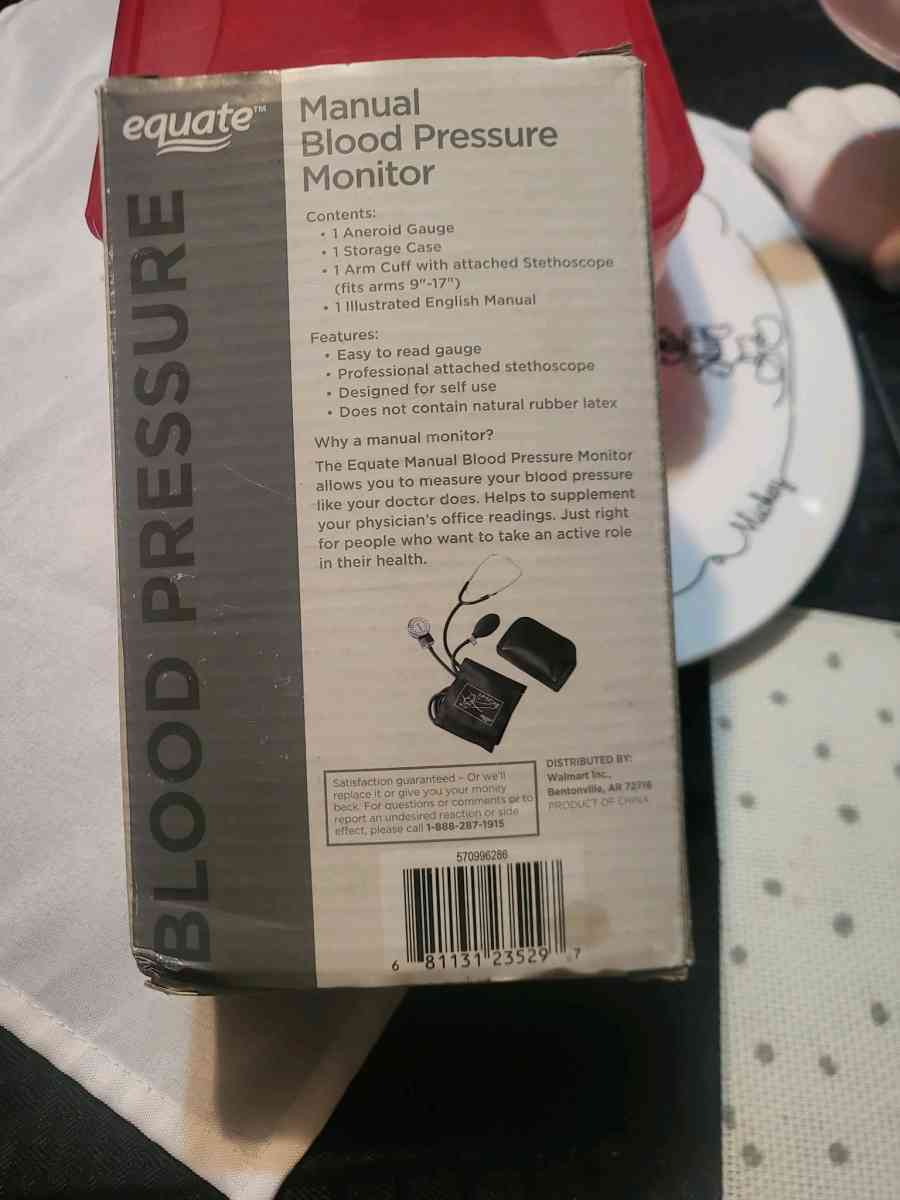 equate™
BLOOD PRESSURE
Manual
Blood Pressure
Monitor
Contents:
• 1 Aneroid Gauge
• 1 Storage Case
• 1 Arm Cuff with attached Stethoscope
(fits arms 9"-17")
• 1 Illustrated English Manual
Features:
• Easy to read gauge
• Professional attached stethoscope
• Designed for self use
• Does not contain natural rubber latex
Why a manual monitor?
The Equate Manual Blood Pressure Monitor
allows you to measure your blood pressure
like your doctor does. Helps to supplement
your physician's office readings. Just right
for people who want to take an active role
in their health.
Satisfaction guaranteed – Or we'll
replace it or give you your money
back. For questions or comments or to
report an undesired reaction or side
effect, please call 1-888-287-1915
DISTRIBUTED BY:
Walmart Inc.,
Bentonville, AR 72716
PRODUCT OF CHINA
570996286
6 81131 23529 7
Mickey